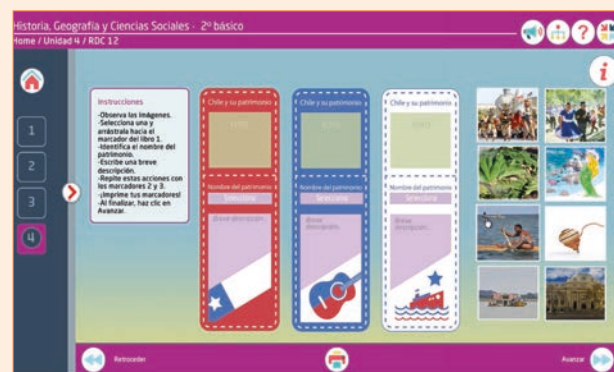 Historia, Geografía y Ciencias Sociales - 2º básico
Home / Unidad 4 / RDC 12
?
i
1
2
3
4
Instrucciones
-Observa las imágenes.
-Selecciona una y
arrástrala hacia el
marcador del libro 1.
-Identifica el nombre del
patrimonio.
-Escribe una breve
descripción.
-Repite estas acciones con
los marcadores 2 y 3.
-¡Imprime tus marcadores!
-Al finalizar, haz clic en
Avanzar.
Chile y su patrimonio
Nombre del patrimonio
Selecciona
Breve descripción...
Chile y su patrimonio
Nombre del patrimonio
Selecciona
Breve
descripción...
Chile y su patrimonio
Nombre del patrimonio
Selecciona
Breve
descripción...
Retroceder
Avanzar